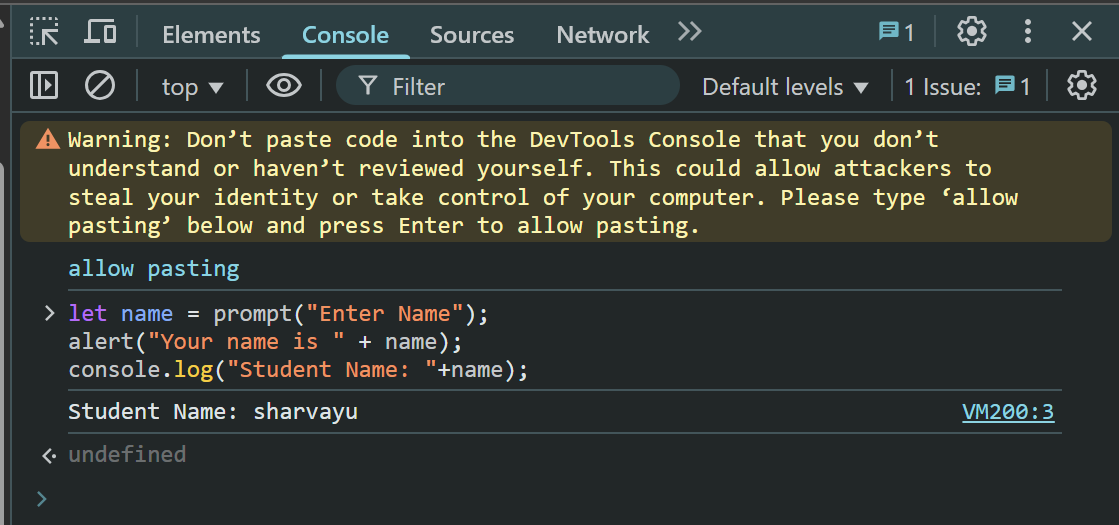 Elements Console Sources Network 1
top Filter Default levels 1 Issue: 1
Warning: Don’t paste code into the DevTools Console that you don’t
understand or haven’t reviewed yourself. This could allow attackers to
steal your identity or take control of your computer. Please type ‘allow
pasting’ below and press Enter to allow pasting.
allow pasting
let name = prompt("Enter Name");
alert("Your name is " + name);
console.log("Student Name: "+name);
Student Name: sharvayu VM200:3
undefined